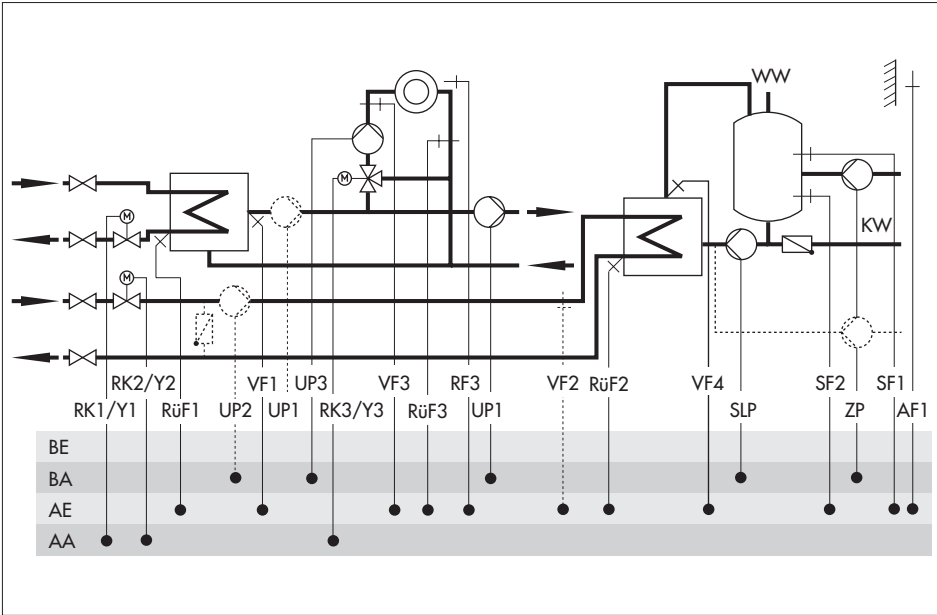 WW
M
M
KW
M
RK2/Y2 VF1 UP3 VF3 RF3 VF2 RüF2 VF4 SF2 SF1
RK1/Y1 RüF1 UP2 UP1 RK3/Y3 RüF3 UP1 SLP ZP AF1
BE
BA
AE
AA